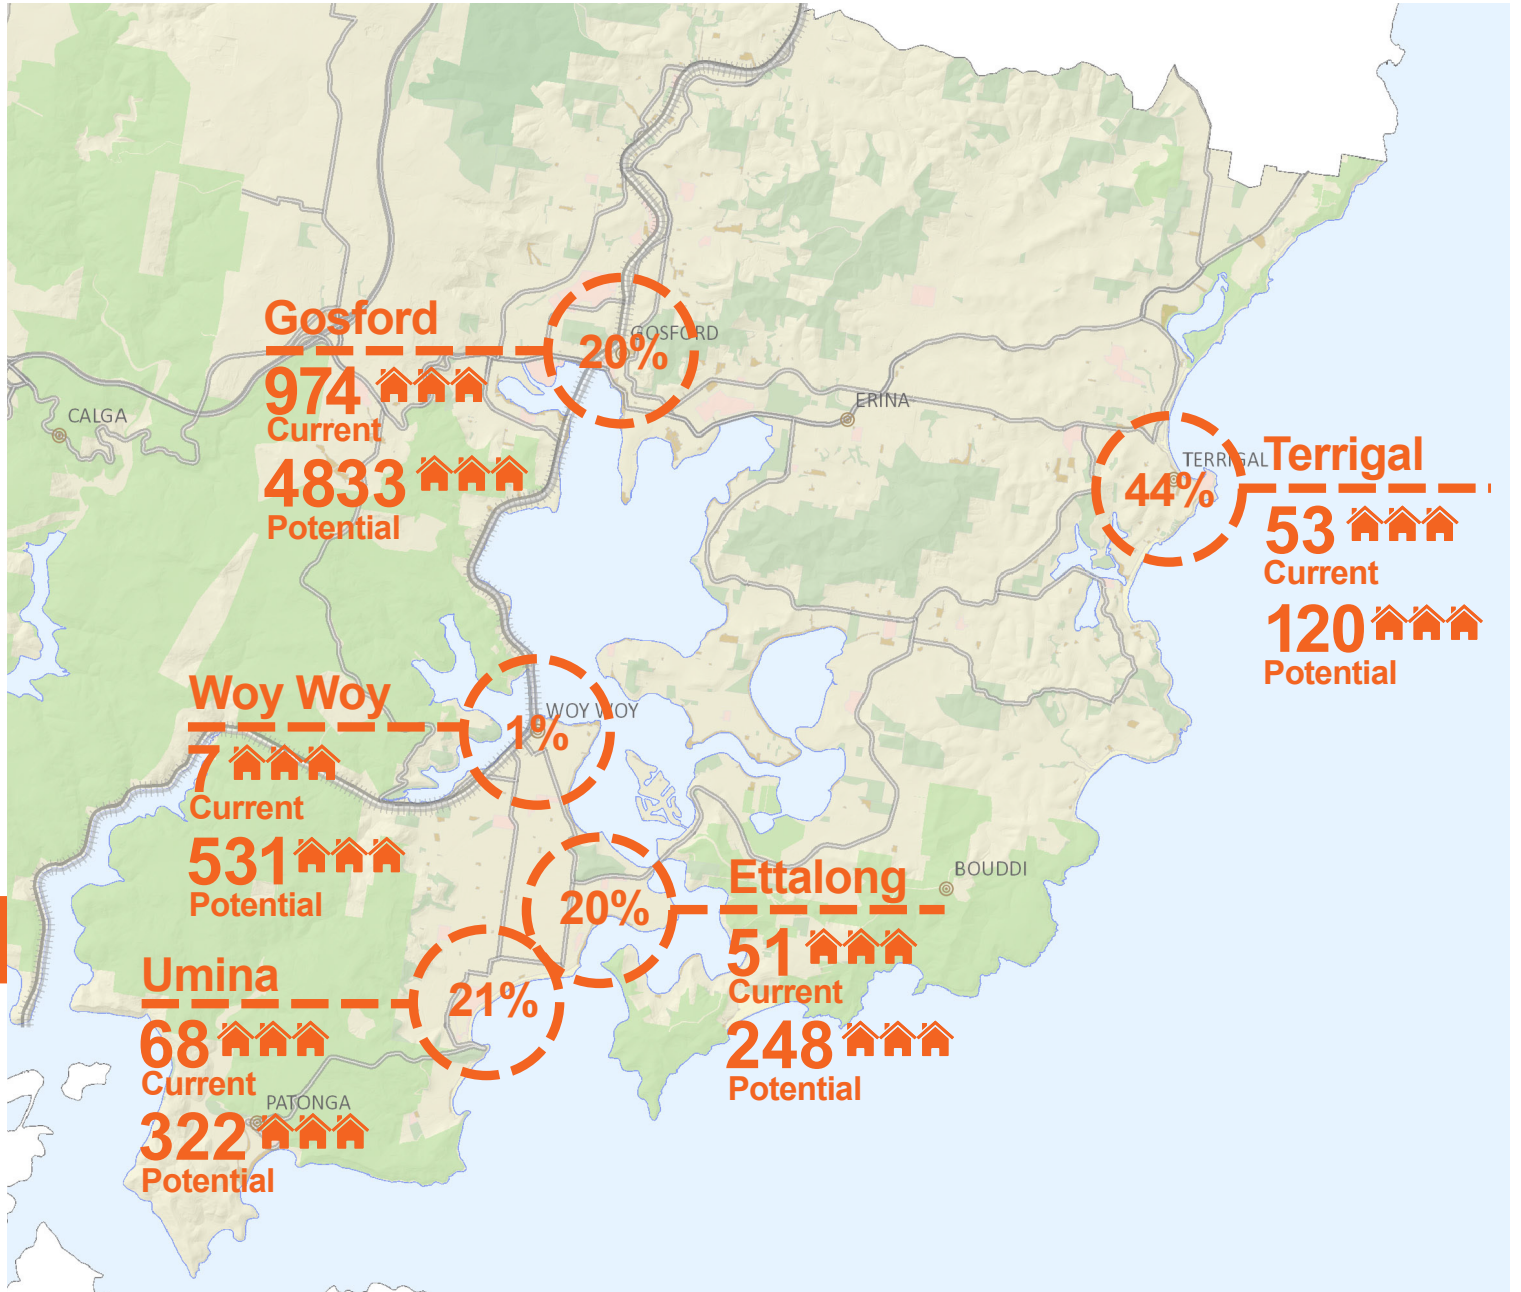 Gosford
20%
GOSFORD
974
Current
4833
Potential
CALGA
ERINA
TERRIGAL
Terrigal
44%
53
Current
120
Potential
Woy Woy
1%
WOY WOY
7
Current
531
Potential
Ettalong
20%
BOUDDI
51
Current
248
Potential
Umina
21%
68
Current
PATONGA
322
Potential